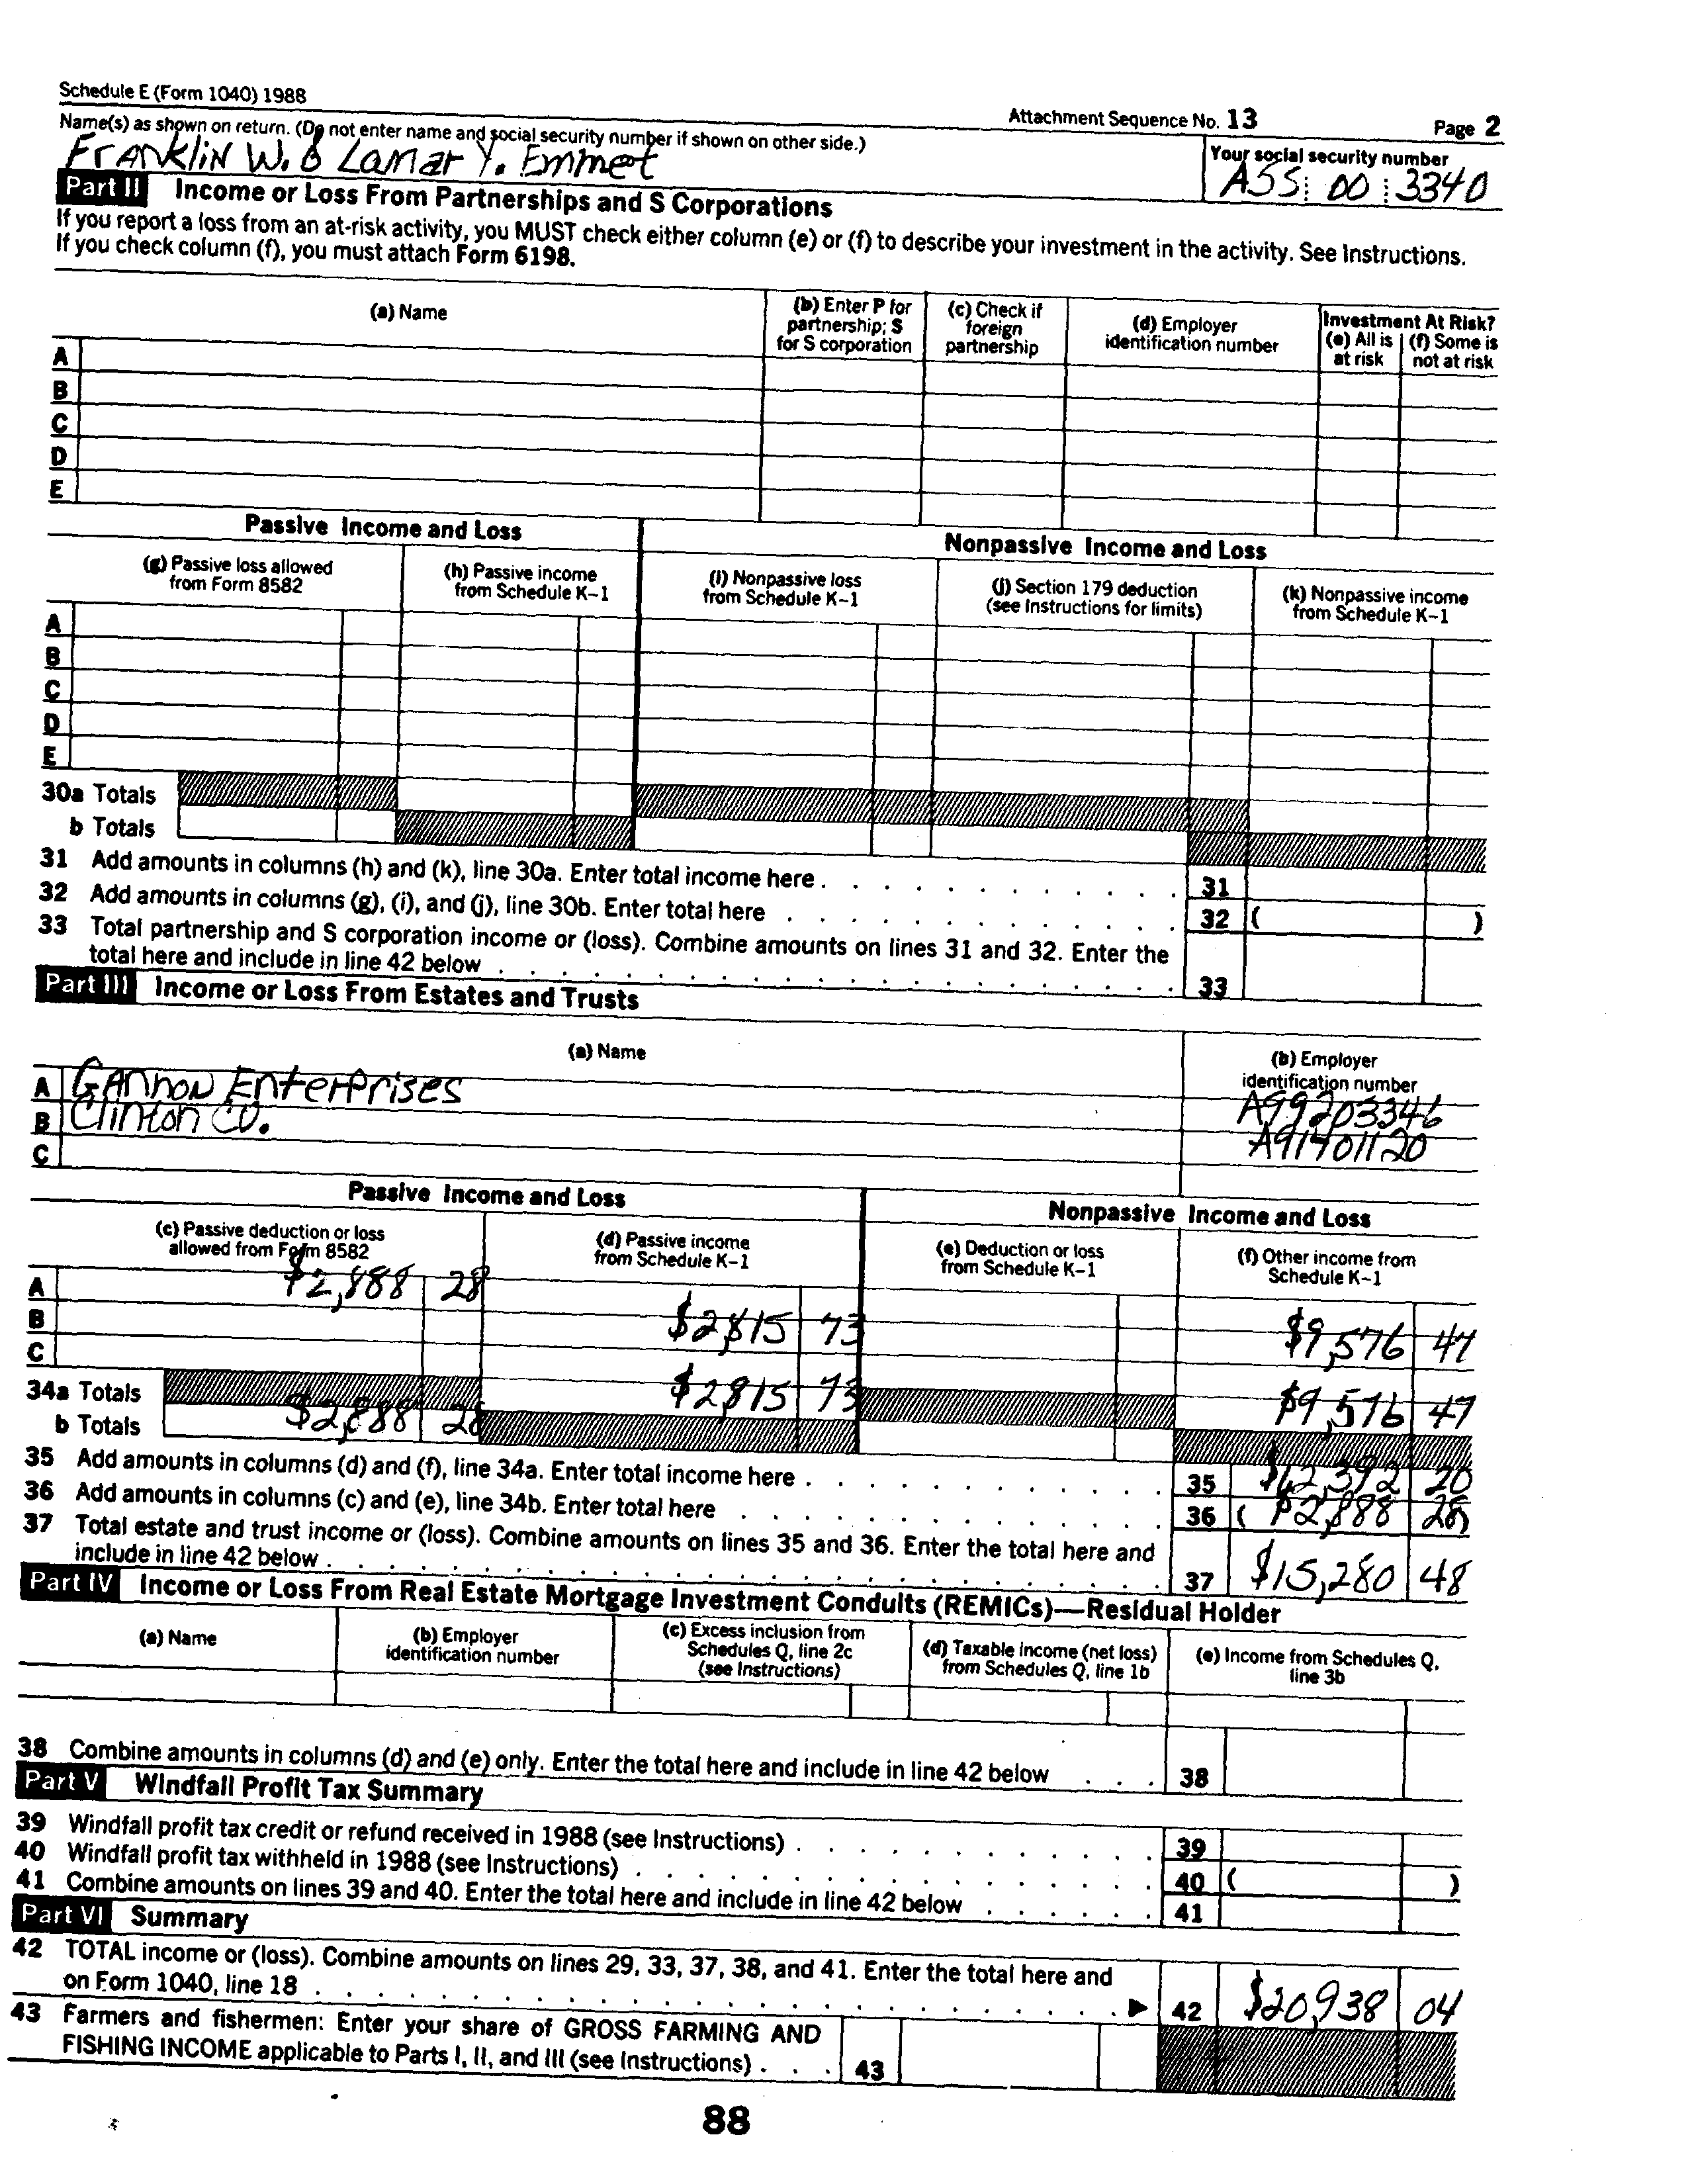 Schedule E (Form 1040) 1988
Attachment Sequence No. 13
Page 2
Name(s) as shown on return. (Do not enter name and social security number if shown on other side.)
Your social security number
Franklin W. & Lamar Y. Emmet
A55 00 3340
Part II Income or Loss From Partnerships and S Corporations
If you report a loss from an at-risk activity, you MUST check either column (e) or (f) to describe your investment in the activity. See Instructions.
If you check column (f), you must attach Form 6198.
(a) Name
(b) Enter P for partnership; S for S corporation
(c) Check if foreign partnership
(d) Employer identification number
Investment At Risk?
(e) All is at risk
(f) Some is not at risk
A
B
C
D
E
Passive Income and Loss
Nonpassive Income and Loss
(g) Passive loss allowed from Form 8582
(h) Passive income from Schedule K-1
(i) Nonpassive loss from Schedule K-1
(j) Section 179 deduction (see Instructions for limits)
(k) Nonpassive income from Schedule K-1
A
B
C
D
E
30a Totals
b Totals
31 Add amounts in columns (h) and (k), line 30a. Enter total income here . . . . . . . . . . . . 31
32 Add amounts in columns (g), (i), and (j), line 30b. Enter total here . . . . . . . . . . . . . 32 ( )
33 Total partnership and S corporation income or (loss). Combine amounts on lines 31 and 32. Enter the
total here and include in line 42 below . . . . . . . . . . . . . . . . . . . . . . 33
Part III Income or Loss From Estates and Trusts
(a) Name
(b) Employer identification number
A Gannon Enterprises A99203346
B Clinton Co. A91401120
C
Passive Income and Loss
Nonpassive Income and Loss
(c) Passive deduction or loss allowed from Form 8582
(d) Passive income from Schedule K-1
(e) Deduction or loss from Schedule K-1
(f) Other income from Schedule K-1
A $2,888 28
B $2,815 73 $9,576 47
C
34a Totals $2,815 73 $9,576 47
b Totals $2,888 28
35 Add amounts in columns (d) and (f), line 34a. Enter total income here . . . . . . . . . . . . 35 $12,392 20
36 Add amounts in columns (c) and (e), line 34b. Enter total here . . . . . . . . . . . . . . 36 ( $2,888 28)
37 Total estate and trust income or (loss). Combine amounts on lines 35 and 36. Enter the total here and
include in line 42 below . . . . . . . . . . . . . . . . . . . . . . . . . . . 37 $15,280 48
Part IV Income or Loss From Real Estate Mortgage Investment Conduits (REMICs)—Residual Holder
(a) Name
(b) Employer identification number
(c) Excess inclusion from Schedules Q, line 2c (see Instructions)
(d) Taxable income (net loss) from Schedules Q, line 1b
(e) Income from Schedules Q, line 3b
38 Combine amounts in columns (d) and (e) only. Enter the total here and include in line 42 below . . . 38
Part V Windfall Profit Tax Summary
39 Windfall profit tax credit or refund received in 1988 (see Instructions) . . . . . . . . . . . . 39
40 Windfall profit tax withheld in 1988 (see Instructions) . . . . . . . . . . . . . . . . . 40 ( )
41 Combine amounts on lines 39 and 40. Enter the total here and include in line 42 below . . . . . . 41
Part VI Summary
42 TOTAL income or (loss). Combine amounts on lines 29, 33, 37, 38, and 41. Enter the total here and
on Form 1040, line 18 . . . . . . . . . . . . . . . . . . . . . . . . . . ▶ 42 $20,938 04
43 Farmers and fishermen: Enter your share of GROSS FARMING AND
FISHING INCOME applicable to Parts I, II, and III (see Instructions) . . . 43
88